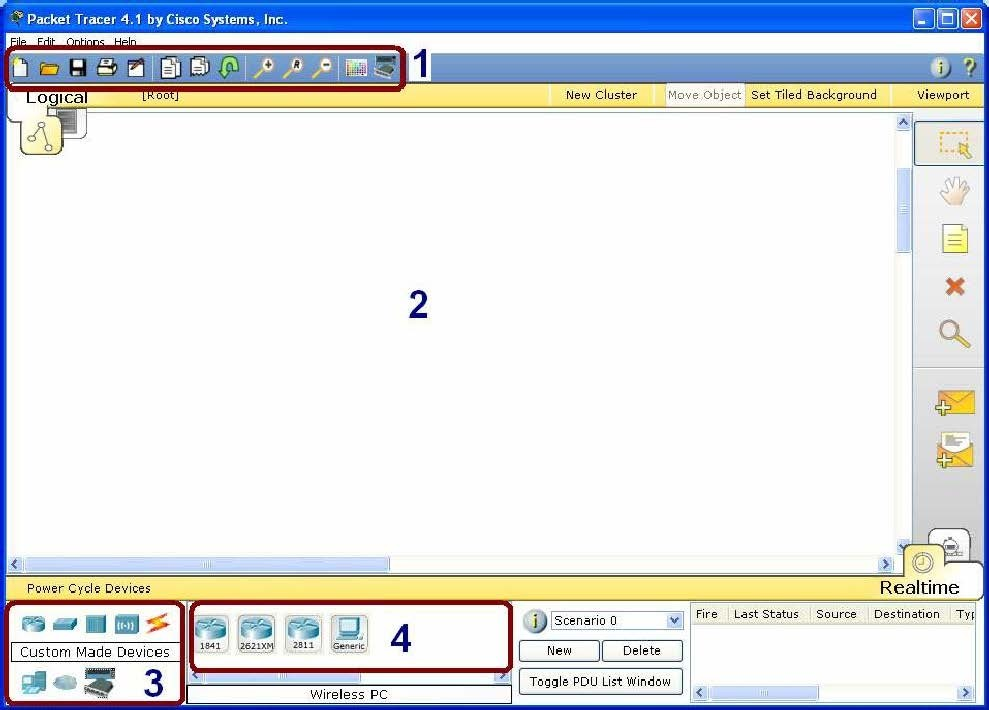 Packet Tracer 4.1 by Cisco Systems, Inc.
File Edit Options Help
1
Logical [Root] New Cluster Move Object Set Tiled Background Viewport
2
Power Cycle Devices
Realtime
1841 2621XM 2811 Generic
4
Custom Made Devices
3
Wireless PC
Scenario 0
New Delete
Toggle PDU List Window
Fire Last Status Source Destination Typ